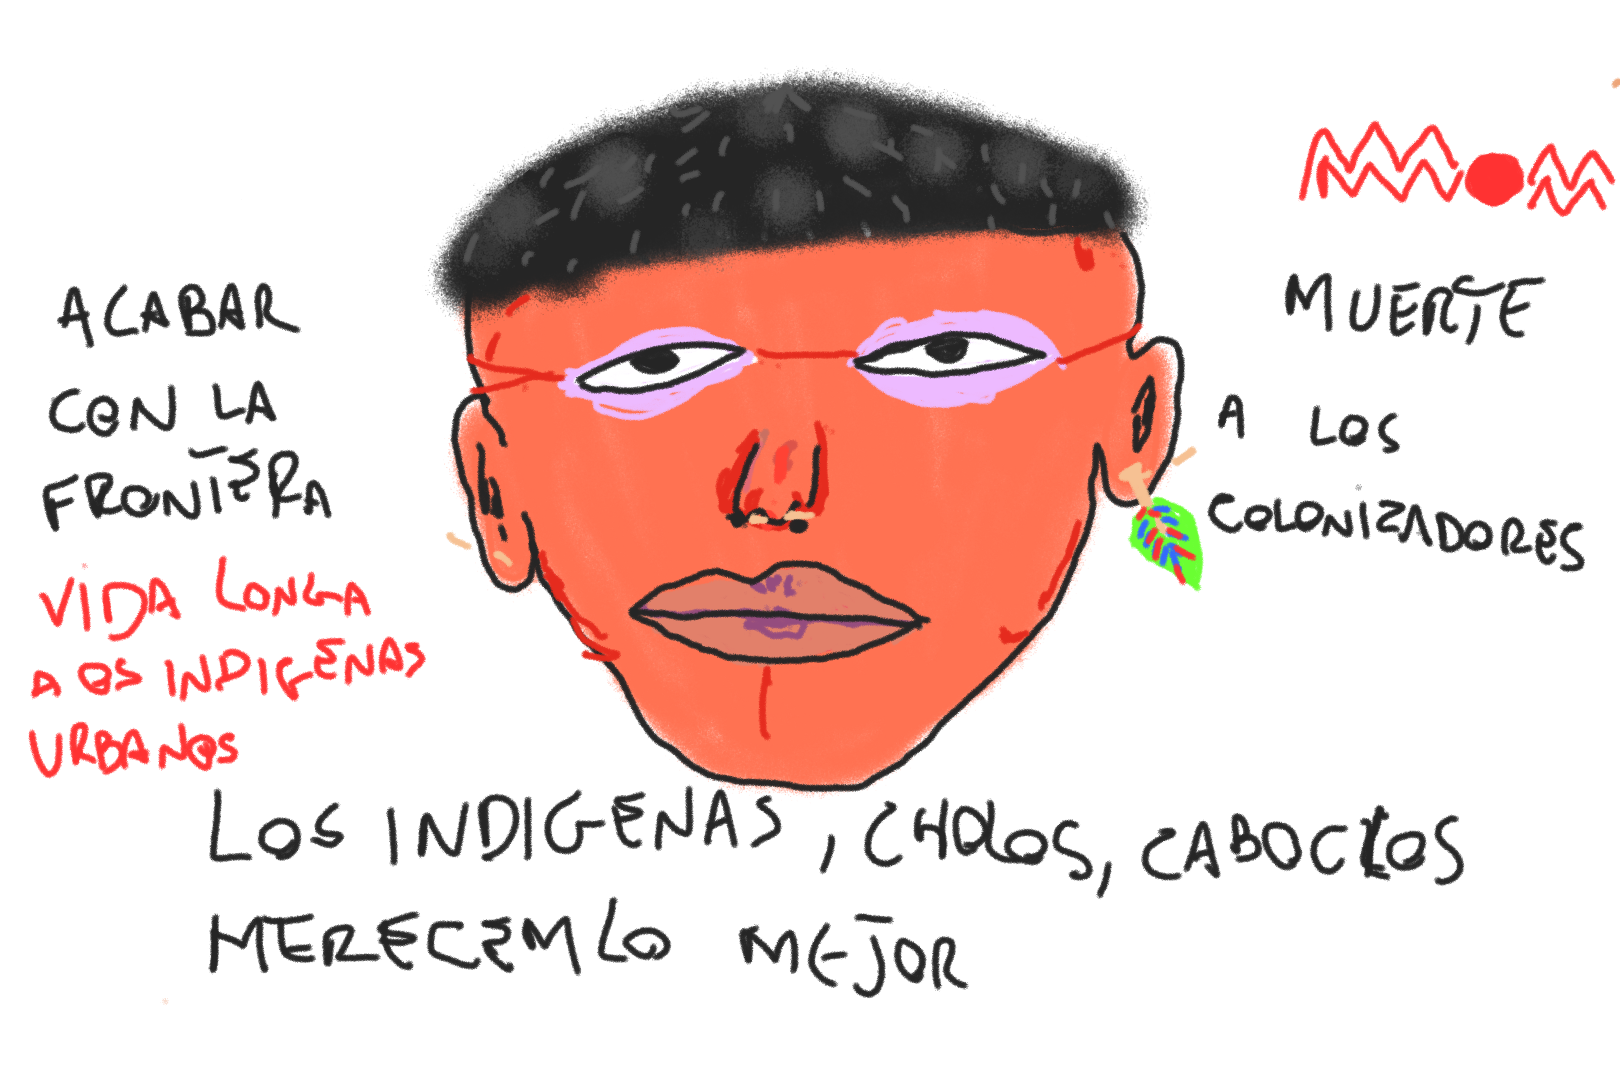 ACABAR
CON LA
FRONTERA
VIDA LONGA
A OS INDIGENAS
URBANOS
MUERTE
A LOS
COLONIZADORES
LOS INDIGENAS, CHOLOS, CABOCLOS
MERECEM LO MEJOR